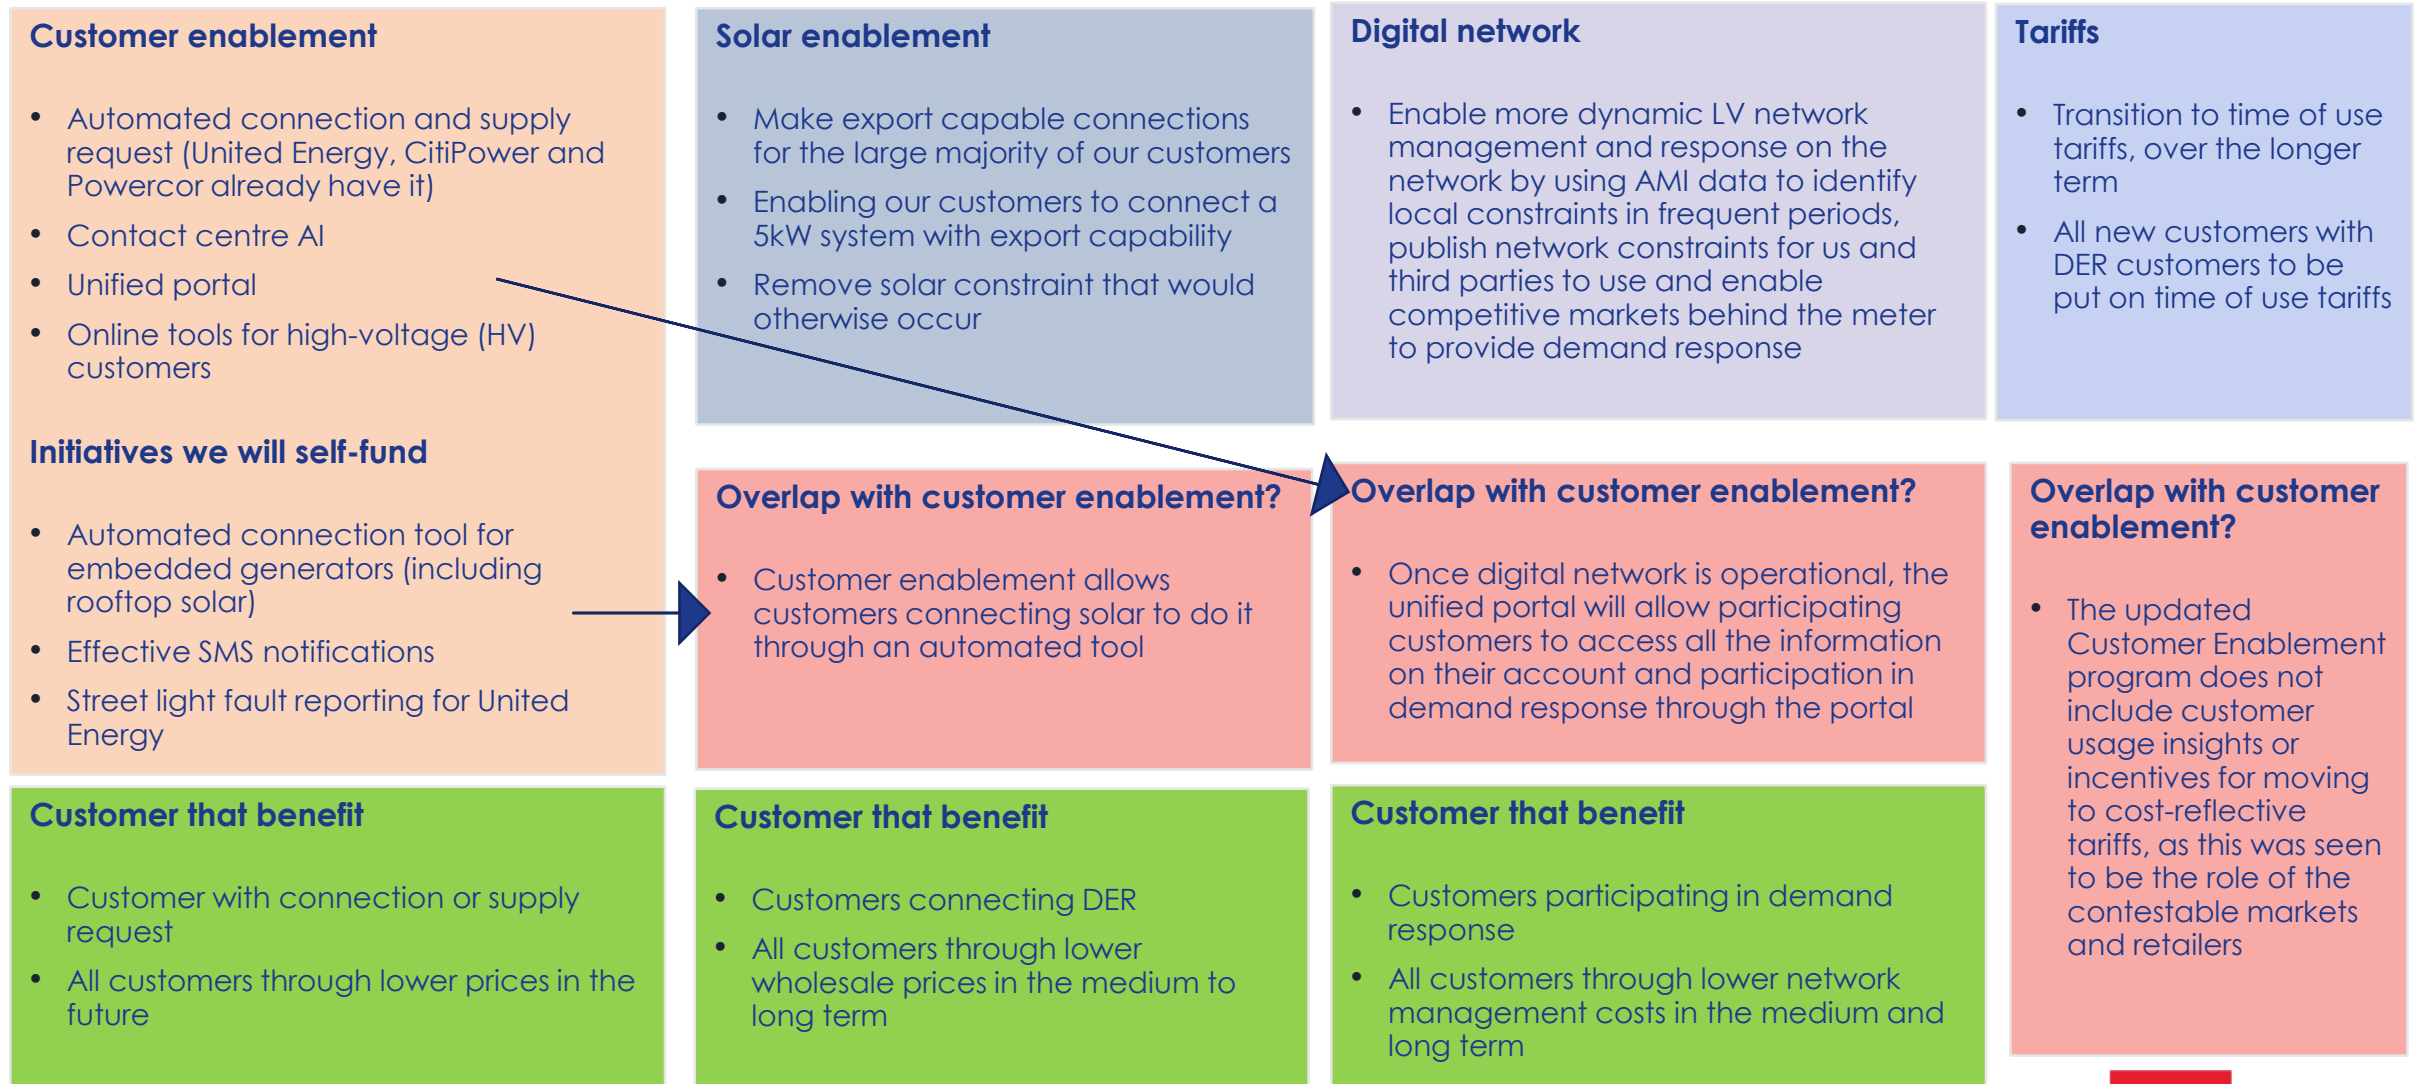 Customer enablement
• Automated connection and supply
request (United Energy, CitiPower and
Powercor already have it)
• Contact centre AI
• Unified portal
• Online tools for high-voltage (HV)
customers
Initiatives we will self-fund
• Automated connection tool for
embedded generators (including
rooftop solar)
• Effective SMS notifications
• Street light fault reporting for United
Energy
Customer that benefit
• Customer with connection or supply
request
• All customers through lower prices in the
future
Solar enablement
• Make export capable connections
for the large majority of our customers
• Enabling our customers to connect a
5kW system with export capability
• Remove solar constraint that would
otherwise occur
Overlap with customer enablement?
• Customer enablement allows
customers connecting solar to do it
through an automated tool
Customer that benefit
• Customers connecting DER
• All customers through lower
wholesale prices in the medium to
long term
Digital network
• Enable more dynamic LV network
management and response on the
network by using AMI data to identify
local constraints in frequent periods,
publish network constraints for us and
third parties to use and enable
competitive markets behind the meter
to provide demand response
Overlap with customer enablement?
• Once digital network is operational, the
unified portal will allow participating
customers to access all the information
on their account and participation in
demand response through the portal
Customer that benefit
• Customers participating in demand
response
• All customers through lower network
management costs in the medium and
long term
Tariffs
• Transition to time of use
tariffs, over the longer
term
• All new customers with
DER customers to be
put on time of use tariffs
Overlap with customer
enablement?
• The updated
Customer Enablement
program does not
include customer
usage insights or
incentives for moving
to cost-reflective
tariffs, as this was seen
to be the role of the
contestable markets
and retailers